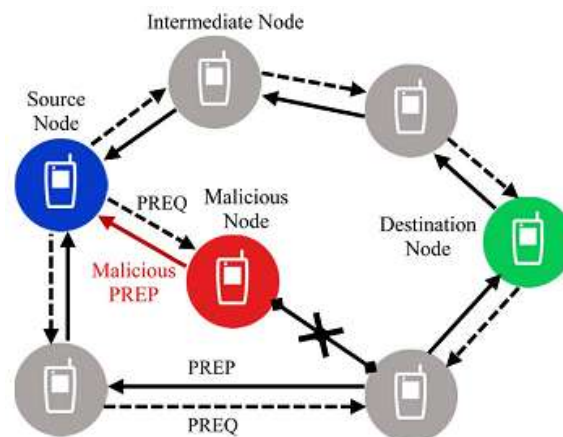 Intermediate Node
Source
Node
PREQ
Malicious
Node
Destination
Node
Malicious
PREP
PREP
PREQ